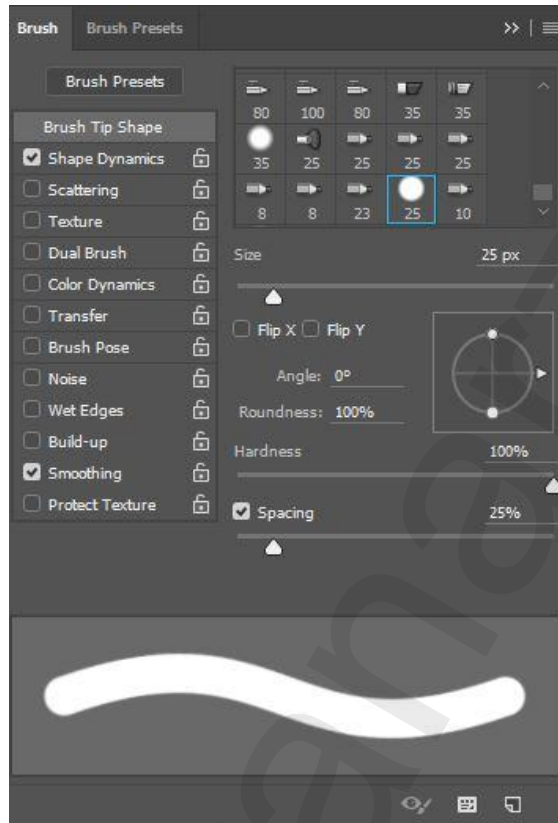 Brush Brush Presets
Brush Presets
80 100 80 35 35
Brush Tip Shape
35 25 25 25 25
Shape Dynamics
Scattering
8 8 23 25 10
Texture
Dual Brush
Size 25 px
Color Dynamics
Transfer
Flip X Flip Y
Brush Pose
Noise
Angle: 0º
Wet Edges
Roundness: 100%
Build-up
Hardness 100%
Smoothing
Protect Texture
Spacing 25%